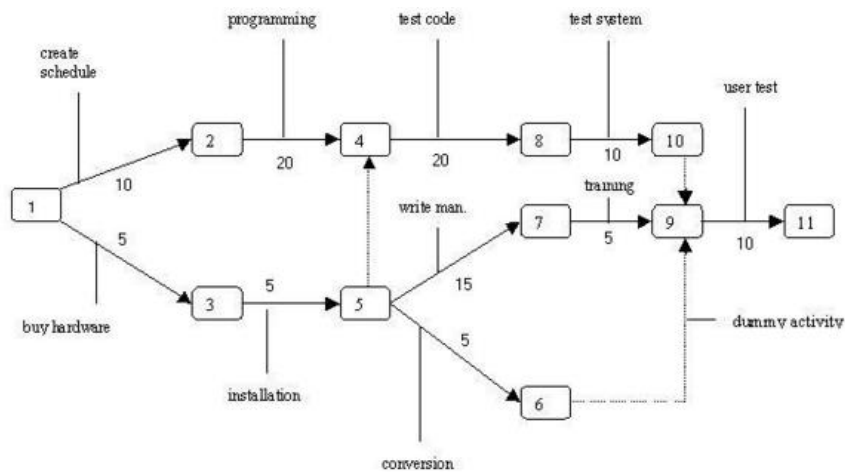 programming
test code
test system
create
schedule
user test
2
4
8
10
20
20
10
training
10
1
write man.
7
9
11
5
5
10
5
15
3
5
5
buy hardware
dummy activity
installation
6
conversion